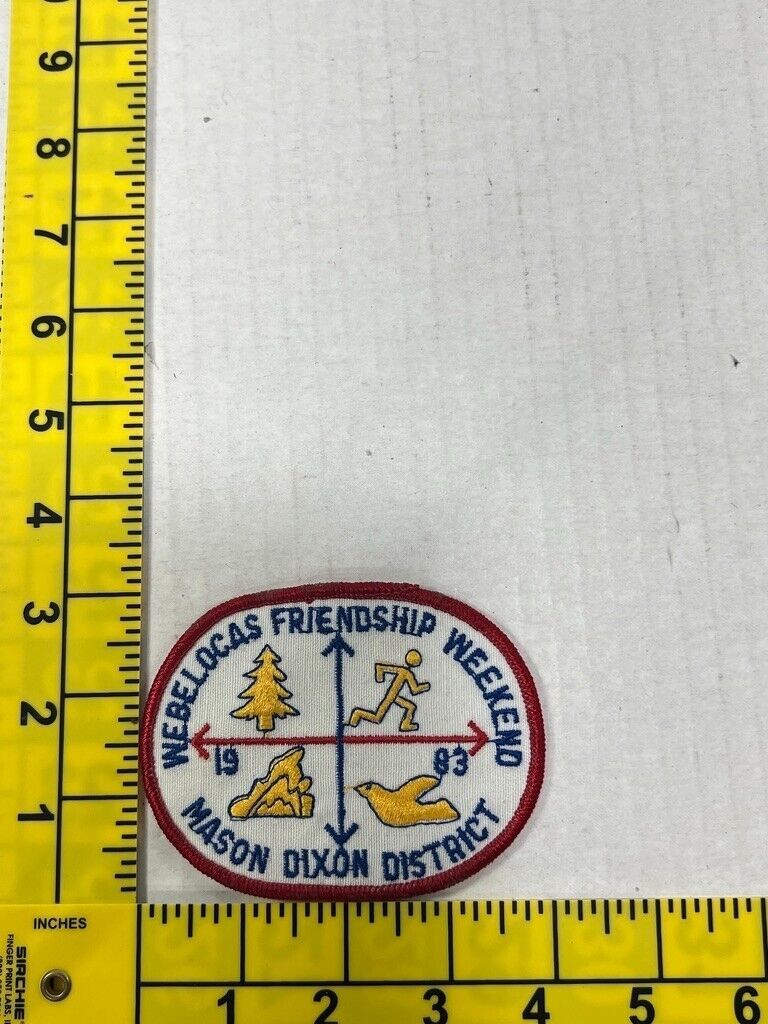 9
8
7
6
5
4
3
2
1
WEBELOCAS FRIENDSHIP WEEKEND
19 83
MASON DIXON DISTRICT
INCHES
SIRCHIE
FINGER PRINT LABS, I
1 2 3 4 5 6